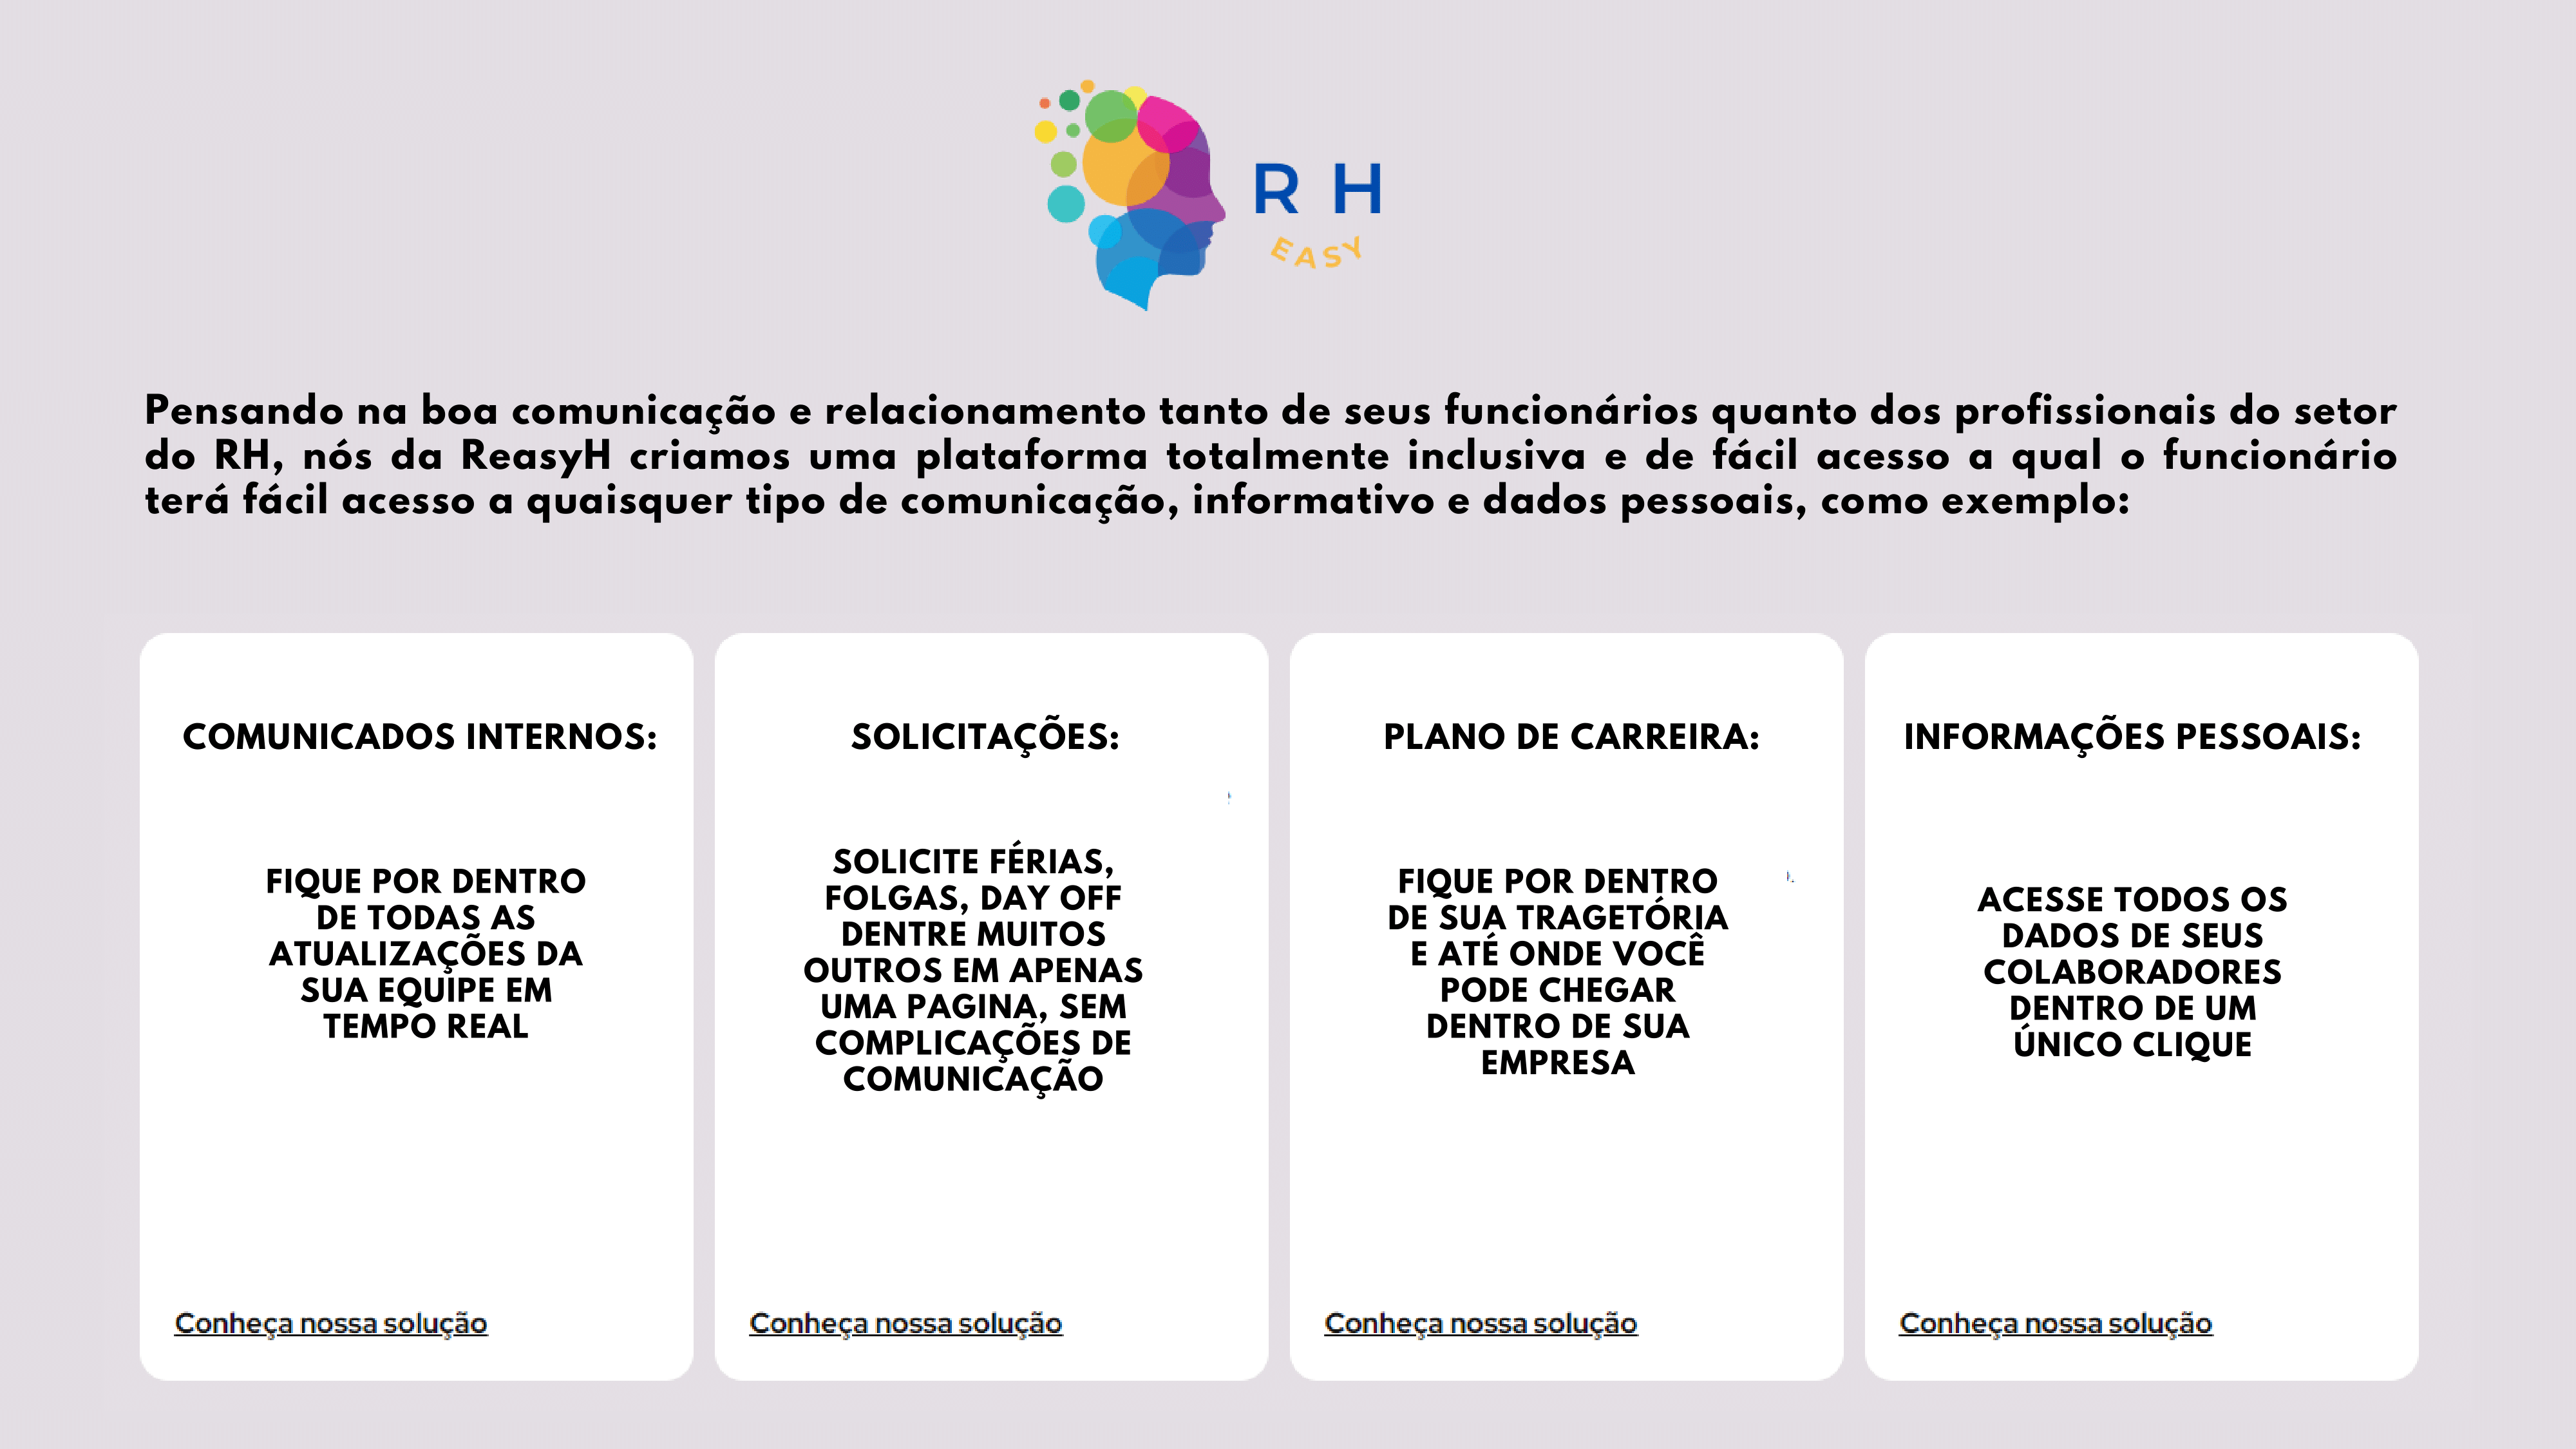 R H
EASY
Pensando na boa comunicação e relacionamento tanto de seus funcionários quanto dos profissionais do setor
do RH, nós da ReasyH criamos uma plataforma totalmente inclusiva e de fácil acesso a qual o funcionário
terá fácil acesso a quaisquer tipo de comunicação, informativo e dados pessoais, como exemplo:
COMUNICADOS INTERNOS:
FIQUE POR DENTRO
DE TODAS AS
ATUALIZAÇÕES DA
SUA EQUIPE EM
TEMPO REAL
Conheça nossa solução
SOLICITAÇÕES:
SOLICITE FÉRIAS,
FOLGAS, DAY OFF
DENTRE MUITOS
OUTROS EM APENAS
UMA PAGINA, SEM
COMPLICAÇÕES DE
COMUNICAÇÃO
Conheça nossa solução
PLANO DE CARREIRA:
FIQUE POR DENTRO
DE SUA TRAGETÓRIA
E ATÉ ONDE VOCÊ
PODE CHEGAR
DENTRO DE SUA
EMPRESA
Conheça nossa solução
INFORMAÇÕES PESSOAIS:
ACESSE TODOS OS
DADOS DE SEUS
COLABORADORES
DENTRO DE UM
ÚNICO CLIQUE
Conheça nossa solução